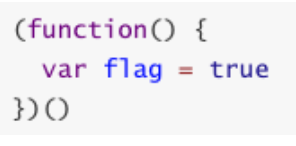 (function() {
  var flag = true
})()